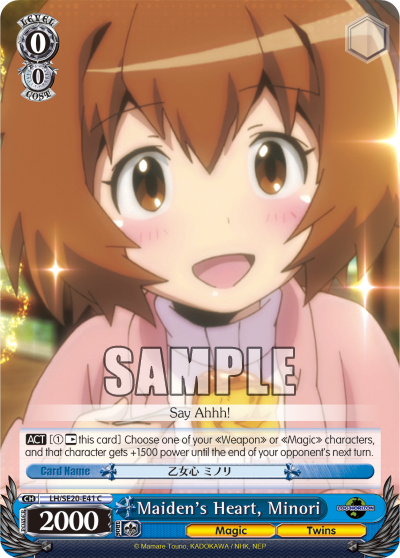 LEVEL
0
0
COST
SAMPLE
Say Ahhh!
ACT [① this card] Choose one of your «Weapon» or «Magic» characters,
and that character gets +1500 power until the end of your opponent's next turn.
Card Name 乙女心 ミノリ
CH LH/SE20-E41 C
2000
Maiden's Heart, Minori
Magic Twins
© Mamare Touno, KADOKAWA / NHK, NEP